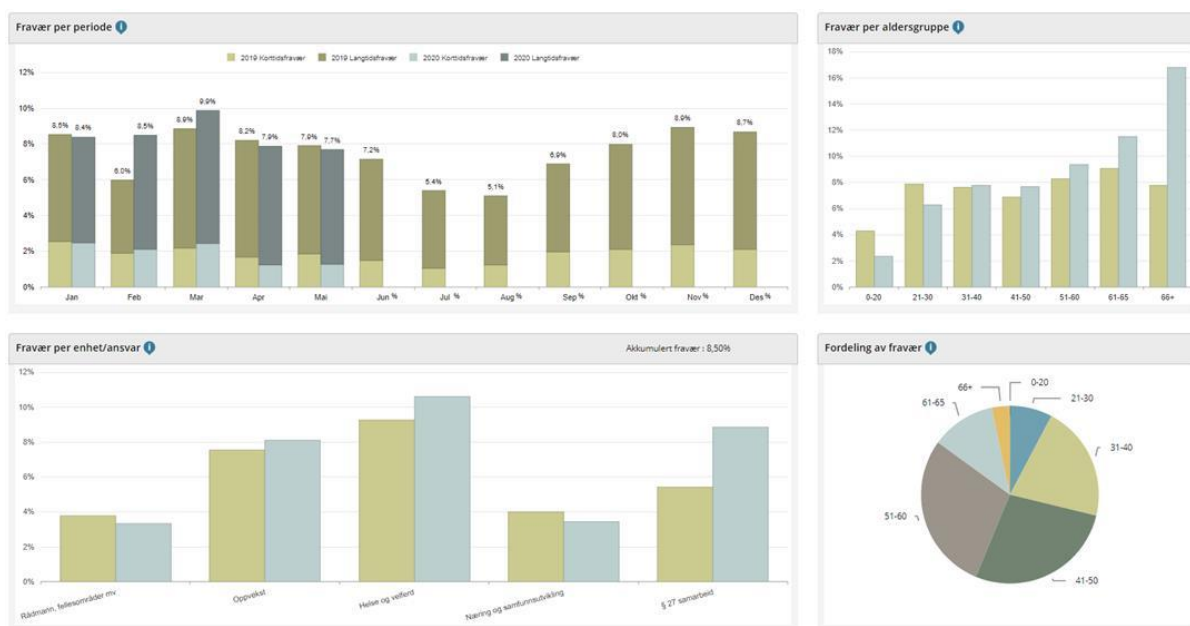 Fravær per periode i
2019 Korttidsfravær 2019 Langtidsfravær 2020 Korttidsfravær 2020 Langtidsfravær
12%
10%
8%
6%
4%
2%
0%
8,6% 8,4% 6,0% 8,5% 8,9% 9,9% 8,2% 7,9% 7,9% 7,7% 7,2% 5,4% 5,1% 6,9% 8,0% 8,9% 8,7%
Jan Feb Mar Apr Mai Jun % Jul % Aug % Sep % Okt % Nov % Des %
Fravær per aldersgruppe i
18%
16%
14%
12%
10%
8%
6%
4%
2%
0%
0-20 21-30 31-40 41-50 51-60 61-65 66+
Fravær per enhet/ansvar i Akkumulert fravær : 8,50%
12%
10%
8%
6%
4%
2%
0%
Rådmann, fellesområder mv
Oppvekst
Helse og velferd
Næring og samfunnsutvikling
§ 27 samarbeid
Fordeling av fravær i
0-20
21-30
31-40
41-50
51-60
61-65
66+